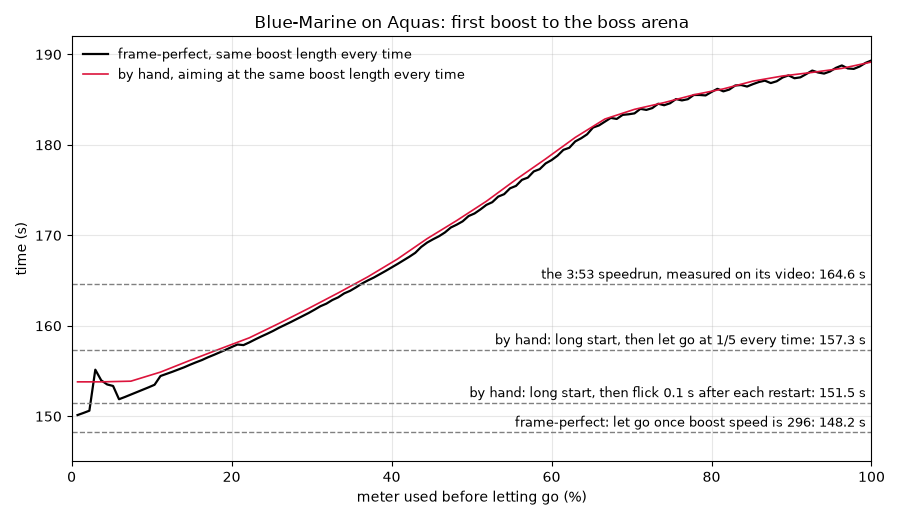 Blue-Marine on Aquas: first boost to the boss arena
frame-perfect, same boost length every time
by hand, aiming at the same boost length every time
190
180
170
160
150
time (s)
the 3:53 speedrun, measured on its video: 164.6 s
by hand: long start, then let go at 1/5 every time: 157.3 s
by hand: long start, then flick 0.1 s after each restart: 151.5 s
frame-perfect: let go once boost speed is 296: 148.2 s
0 20 40 60 80 100
meter used before letting go (%)